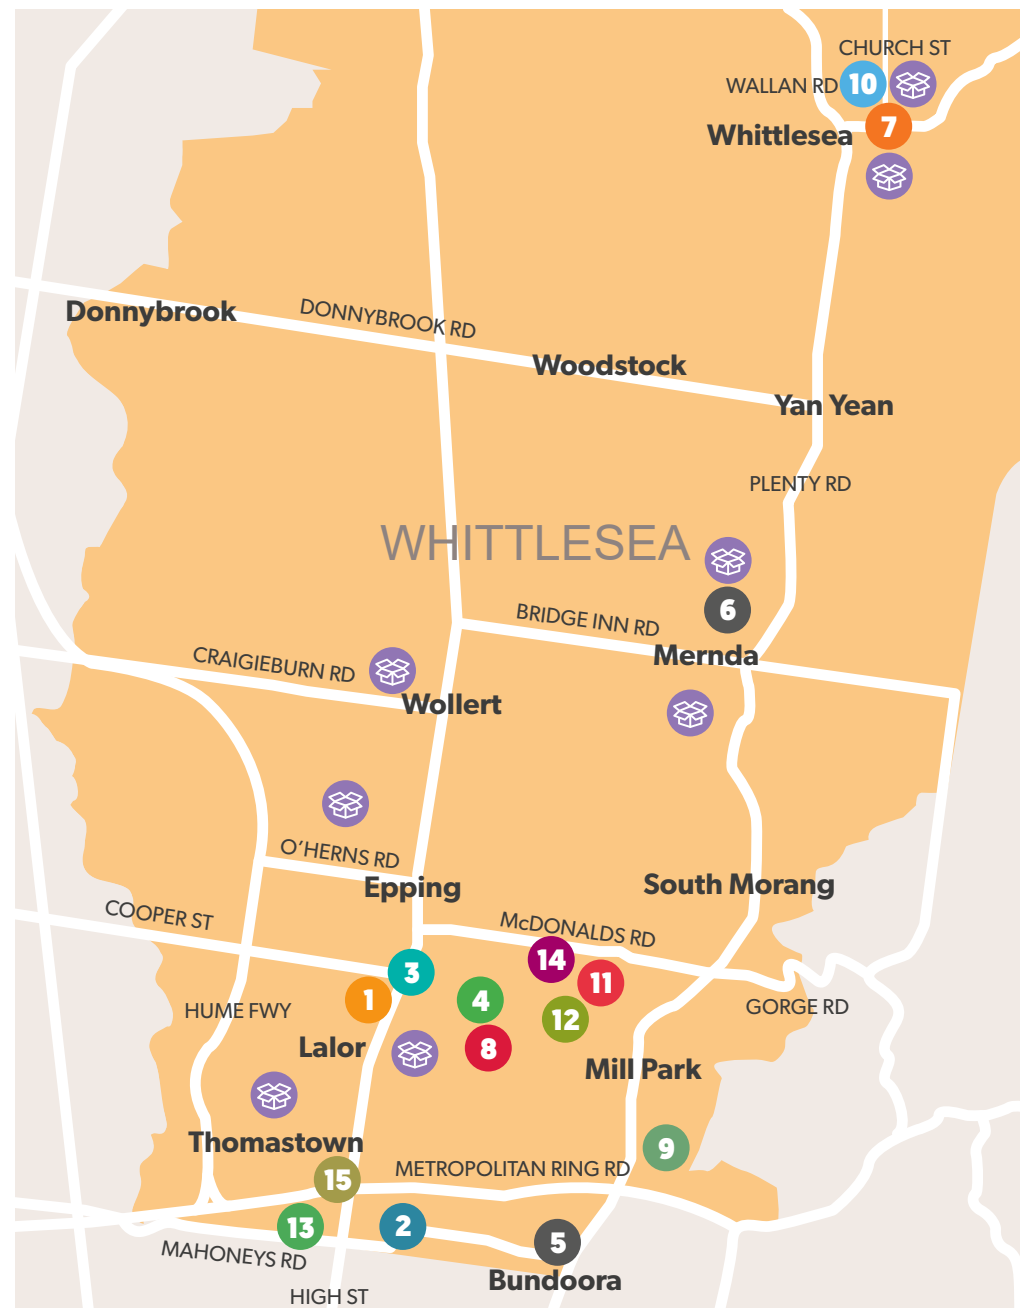 CHURCH ST
WALLAN RD
10
7
Whittlesea
Donnybrook
DONNYBROOK RD
Woodstock
Yan Yean
PLENTY RD
WHITTLESEA
6
BRIDGE INN RD
Mernda
CRAIGIEBURN RD
Wollert
O'HERNS RD
Epping
South Morang
COOPER ST
McDONALDS RD
14
3
11
1
4
HUME FWY
12
GORGE RD
Lalor
8
Mill Park
Thomastown
9
METROPOLITAN RING RD
15
13
2
5
MAHONEYS RD
Bundoora
HIGH ST